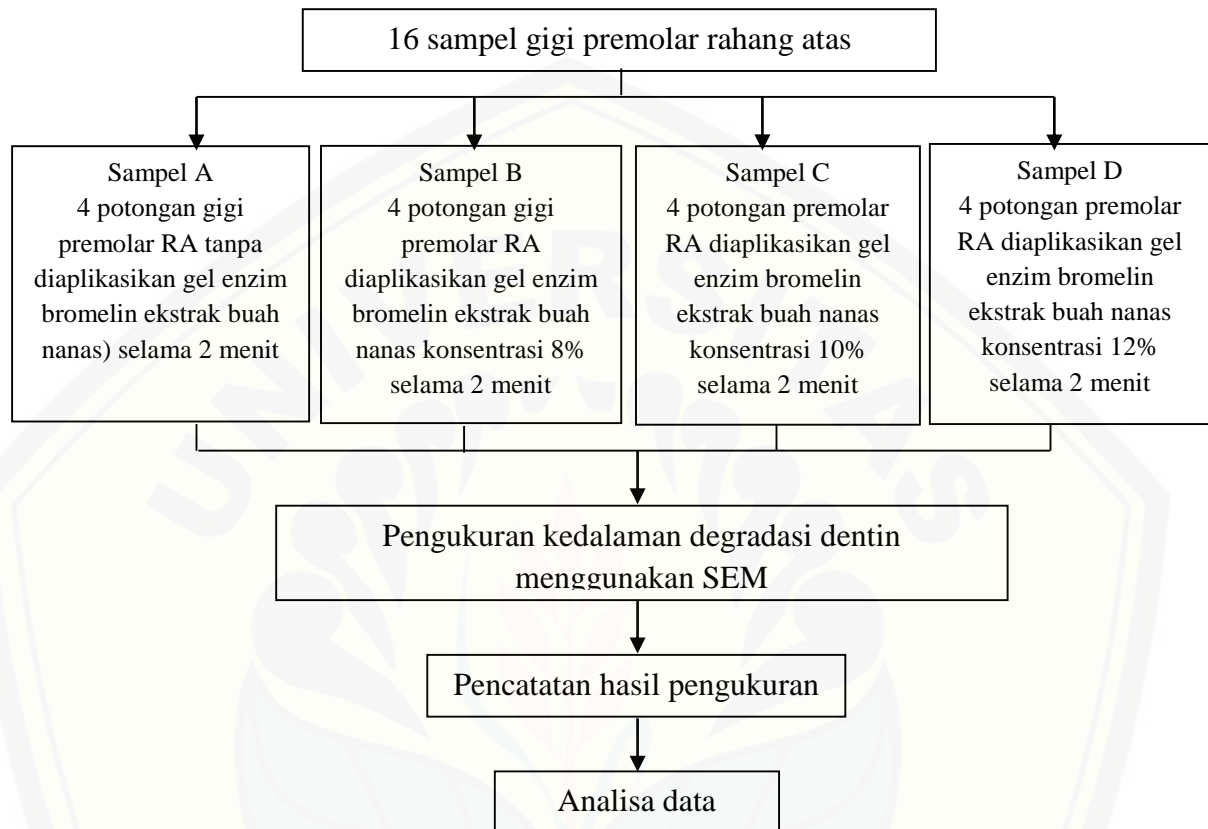 16 sampel gigi premolar rahang atas
Sampel A
4 potongan gigi
premolar RA tanpa
diaplikasikan gel enzim
bromelin ekstrak buah
nanas) selama 2 menit
Sampel B
4 potongan gigi
premolar RA
diaplikasikan gel enzim
bromelin ekstrak buah
nanas konsentrasi 8%
selama 2 menit
Sampel C
4 potongan premolar
RA diaplikasikan gel
enzim bromelin
ekstrak buah nanas
konsentrasi 10%
selama 2 menit
Sampel D
4 potongan premolar
RA diaplikasikan gel
enzim bromelin
ekstrak buah nanas
konsentrasi 12%
selama 2 menit
Pengukuran kedalaman degradasi dentin
menggunakan SEM
Pencatatan hasil pengukuran
Analisa data
UNIVERSITAS